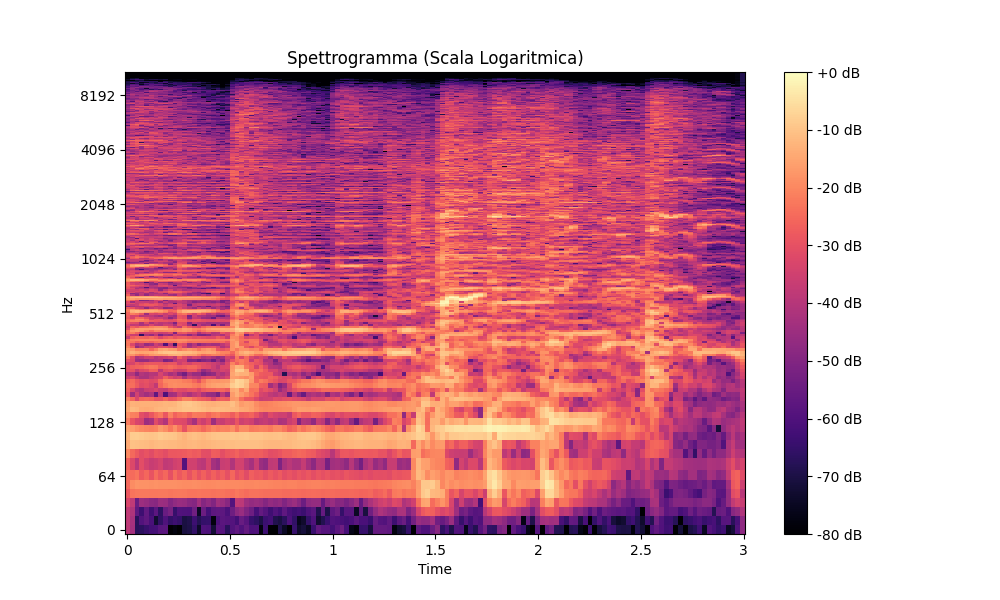 Spettrogramma (Scala Logaritmica)
8192
4096
2048
1024
512
256
128
64
0
Hz
0
0.5
1
1.5
2
2.5
3
Time
+0 dB
-10 dB
-20 dB
-30 dB
-40 dB
-50 dB
-60 dB
-70 dB
-80 dB